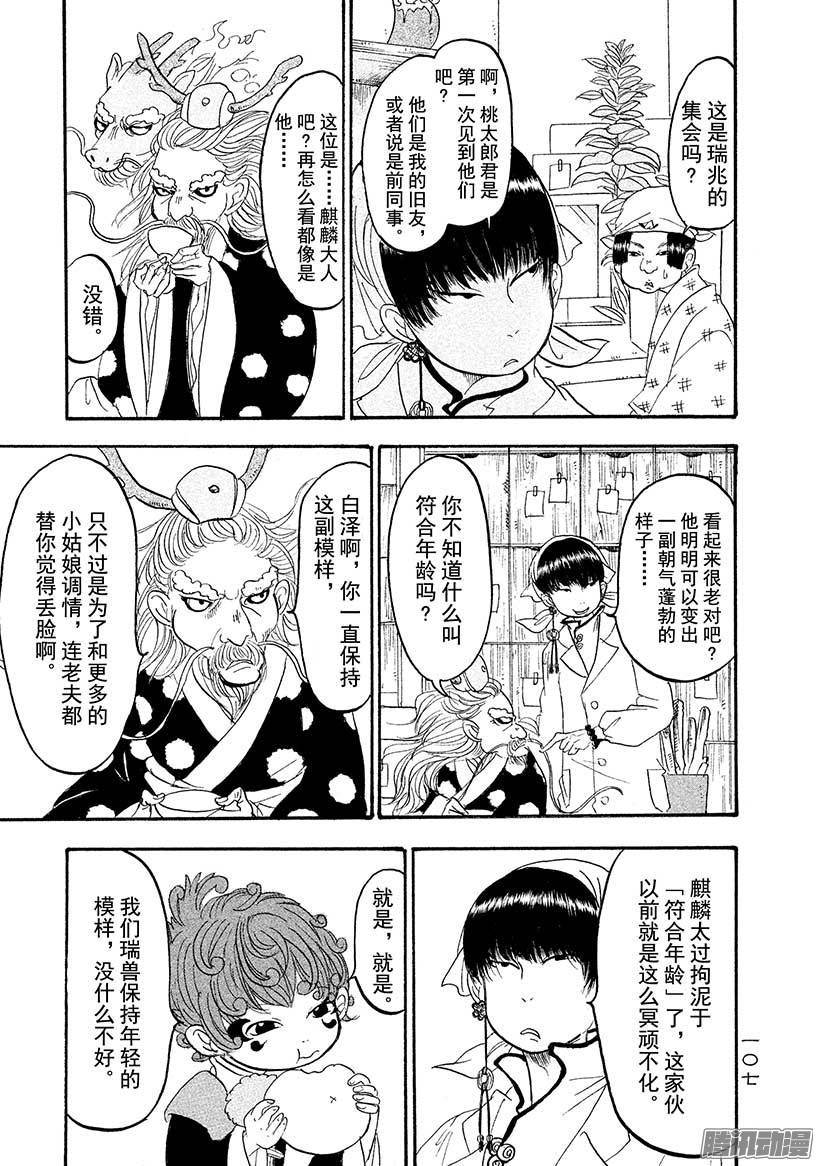 这是瑞兆的
集会吗？
啊，桃太郎君是
第一次见到他们
吧？
他们是我的旧友，
或者说是前同事。
这位是……麒麟大人
吧？再怎么看都像是
他……
没错。
看起来很老对吧？
他明明可以变出
一副朝气蓬勃的
样子……
你不知道什么叫
符合年龄吗？
白泽啊，你一直保持
这副模样，
只不过是为了和更多的
小姑娘调情，连老夫都
替你觉得丢脸啊。
麒麟太过拘泥于
「符合年龄」了，这家伙
以前就是这么冥顽不化。
就是，就是。
我们瑞兽保持年轻的
模样，没什么不好。
一〇七
腾讯动漫